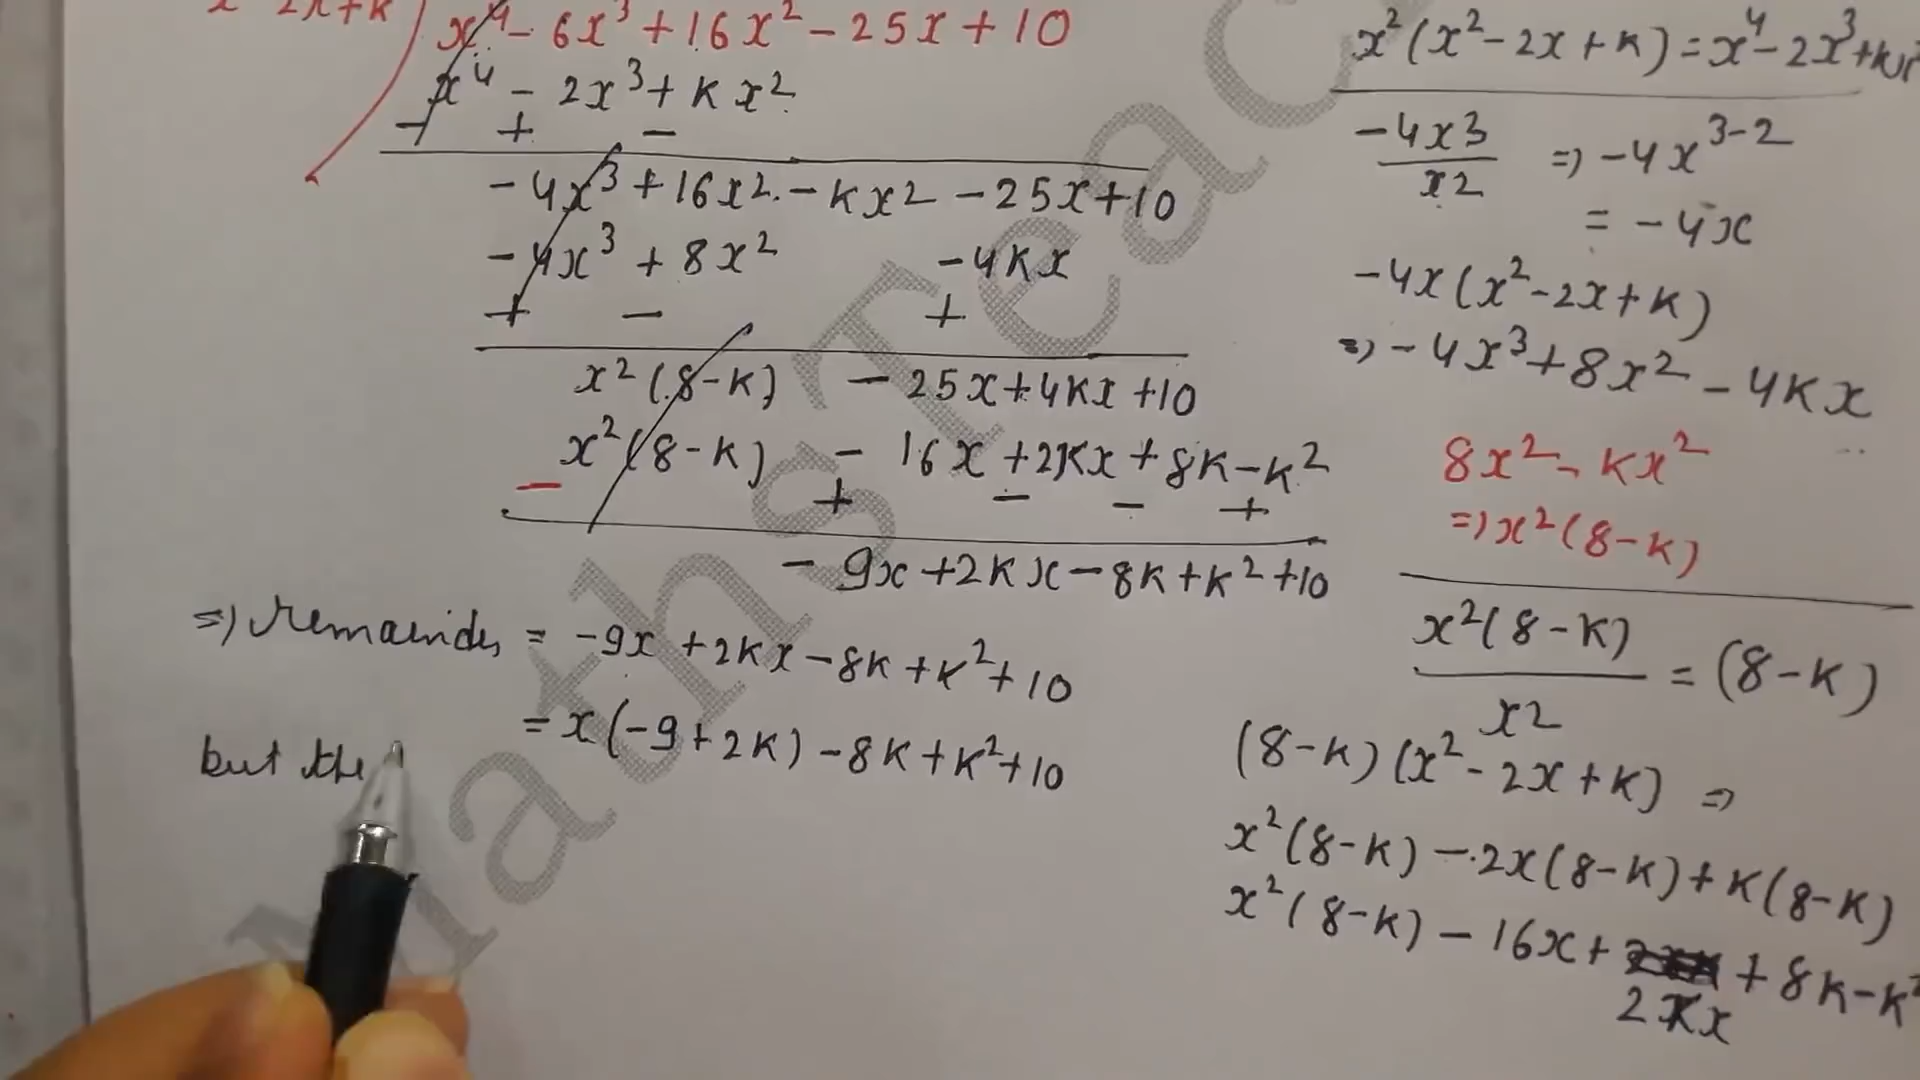 x² - 2x + k ) x⁴ - 6x³ + 16x² - 25x + 10
x⁴ - 2x³ + kx²
- + -
-4x³ + 16x² - kx² - 25x + 10
-4x³ + 8x² - 4kx
+ - +
x²(8-k) - 25x + 4kx + 10
x²(8-k) - 16x + 2kx + 8k - k²
- + - - +
- 9x + 2kx - 8k + k² + 10
=) remainder = -9x + 2kx - 8k + k² + 10
= x(-9 + 2k) - 8k + k² + 10
but the
x²(x² - 2x + k) = x⁴ - 2x³ + kx²
-4x3 / x2 =) -4x³⁻²
= -4x
-4x(x² - 2x + k)
=) -4x³ + 8x² - 4kx
8x² - kx²
=) x²(8-k)
x²(8-k) / x2 = (8-k)
(8-k)(x² - 2x + k) =)
x²(8-k) - 2x(8-k) + k(8-k)
x²(8-k) - 16x + + 8k - k²
2kx
Maths Teac